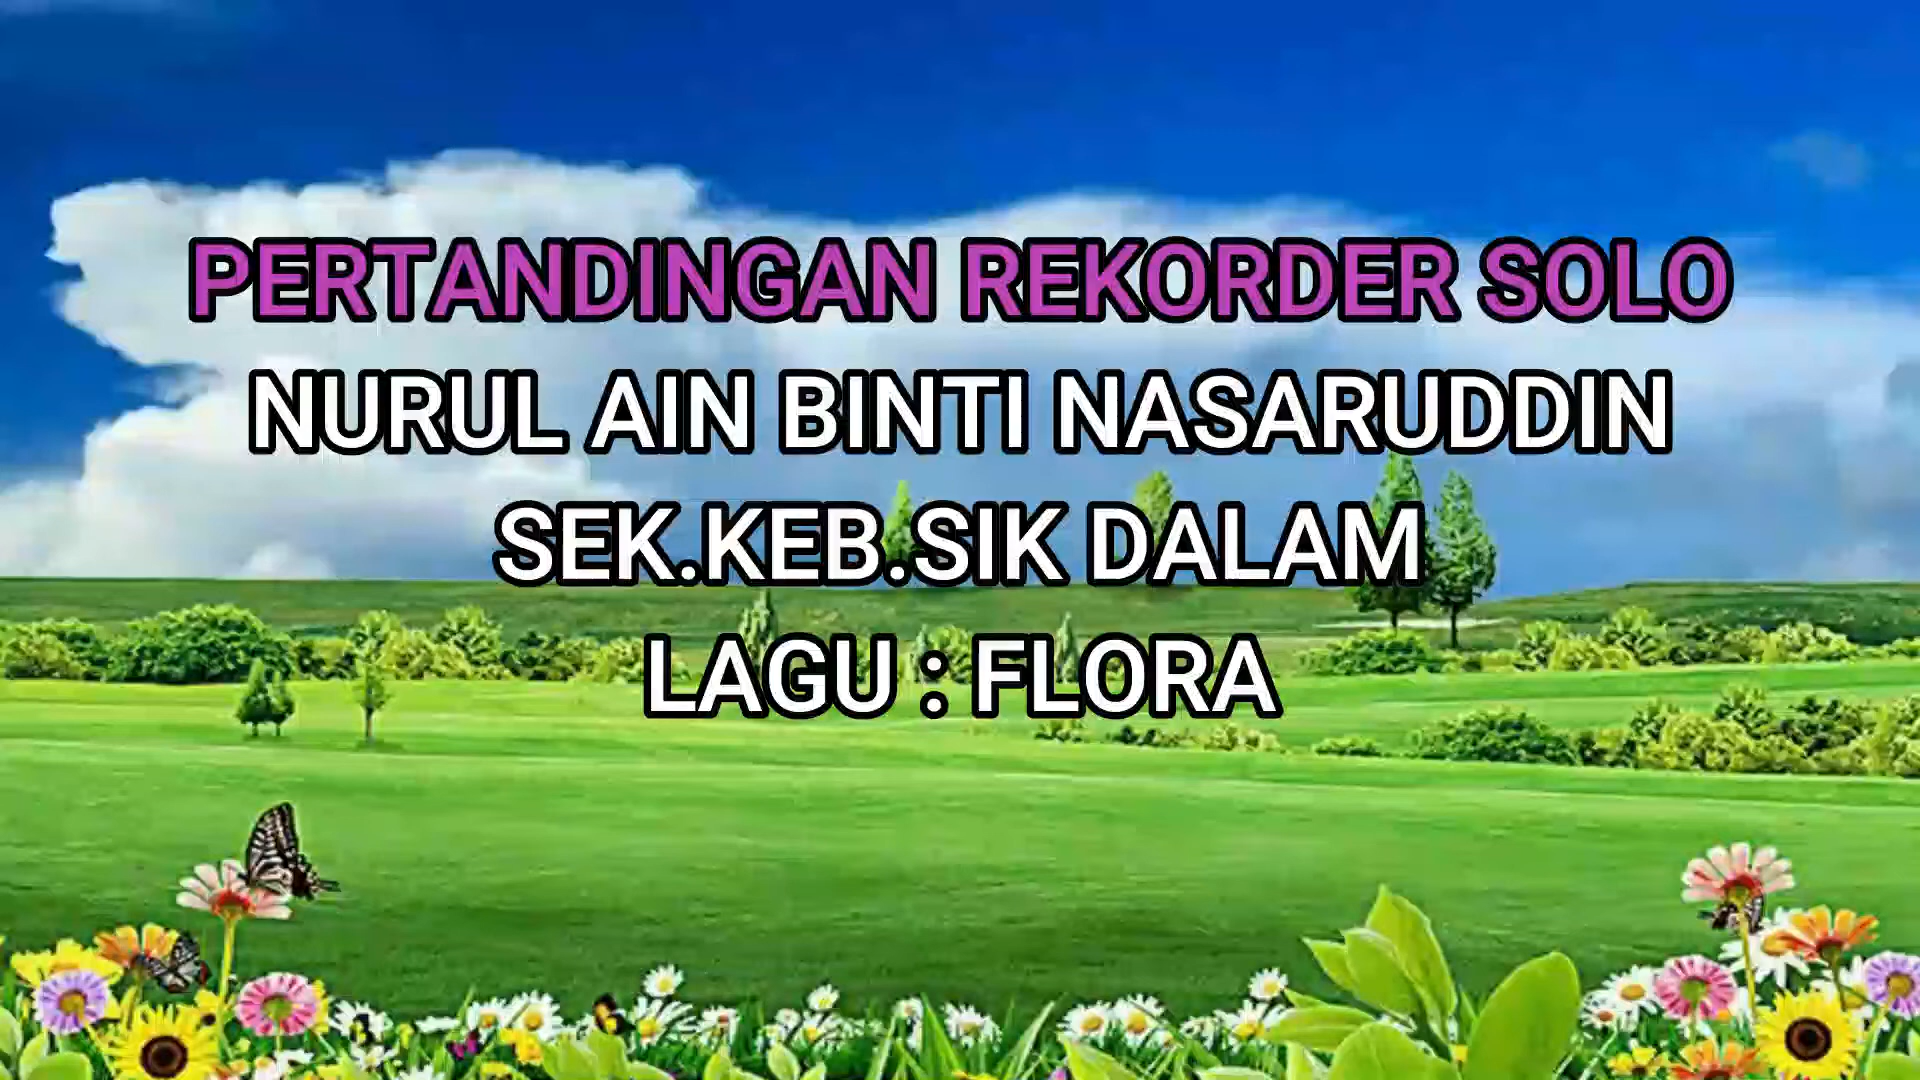 PERTANDINGAN REKORDER SOLO
NURUL AIN BINTI NASARUDDIN
SEK.KEB.SIK DALAM
LAGU : FLORA